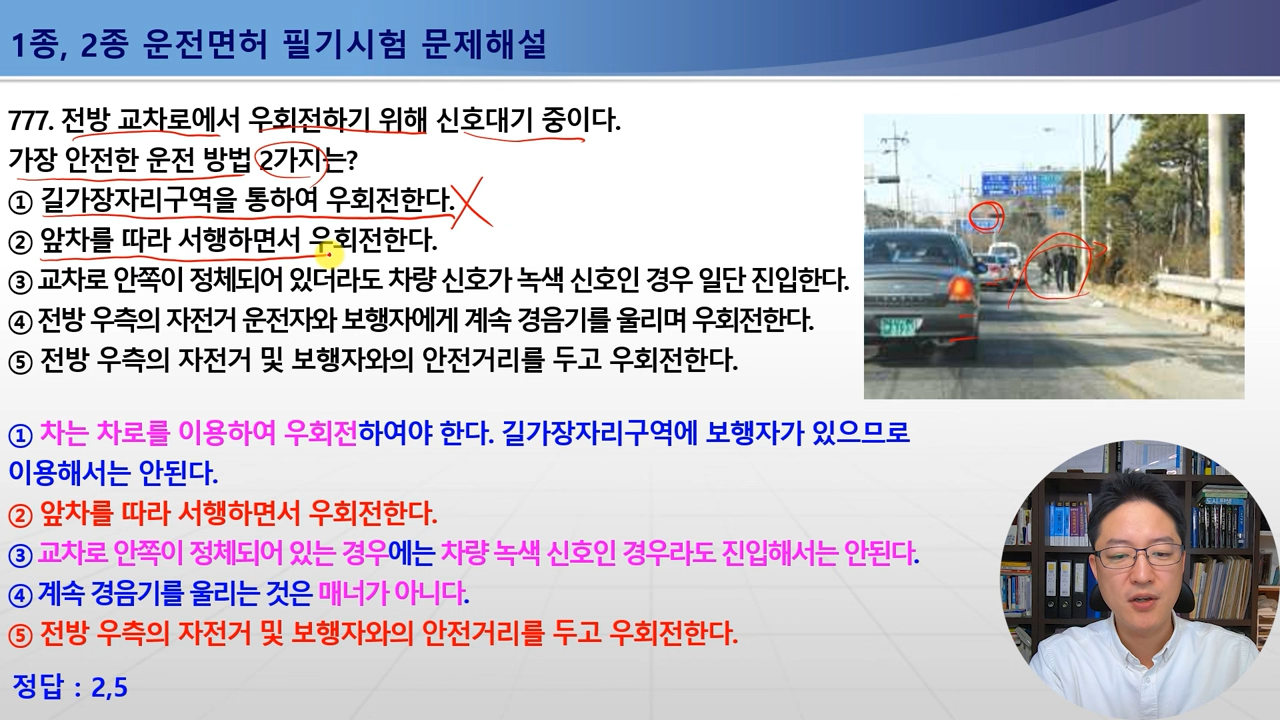 1종, 2종 운전면허 필기시험 문제해설
777. 전방 교차로에서 우회전하기 위해 신호대기 중이다.
가장 안전한 운전 방법 2가지는?
① 길가장자리구역을 통하여 우회전한다.
② 앞차를 따라 서행하면서 우회전한다.
③ 교차로 안쪽이 정체되어 있더라도 차량 신호가 녹색 신호인 경우 일단 진입한다.
④ 전방 우측의 자전거 운전자와 보행자에게 계속 경음기를 울리며 우회전한다.
⑤ 전방 우측의 자전거 및 보행자와의 안전거리를 두고 우회전한다.
① 차는 차로를 이용하여 우회전하여야 한다. 길가장자리구역에 보행자가 있으므로
이용해서는 안된다.
② 앞차를 따라 서행하면서 우회전한다.
③ 교차로 안쪽이 정체되어 있는 경우에는 차량 녹색 신호인 경우라도 진입해서는 안된다.
④ 계속 경음기를 울리는 것은 매너가 아니다.
⑤ 전방 우측의 자전거 및 보행자와의 안전거리를 두고 우회전한다.
정답 : 2,5